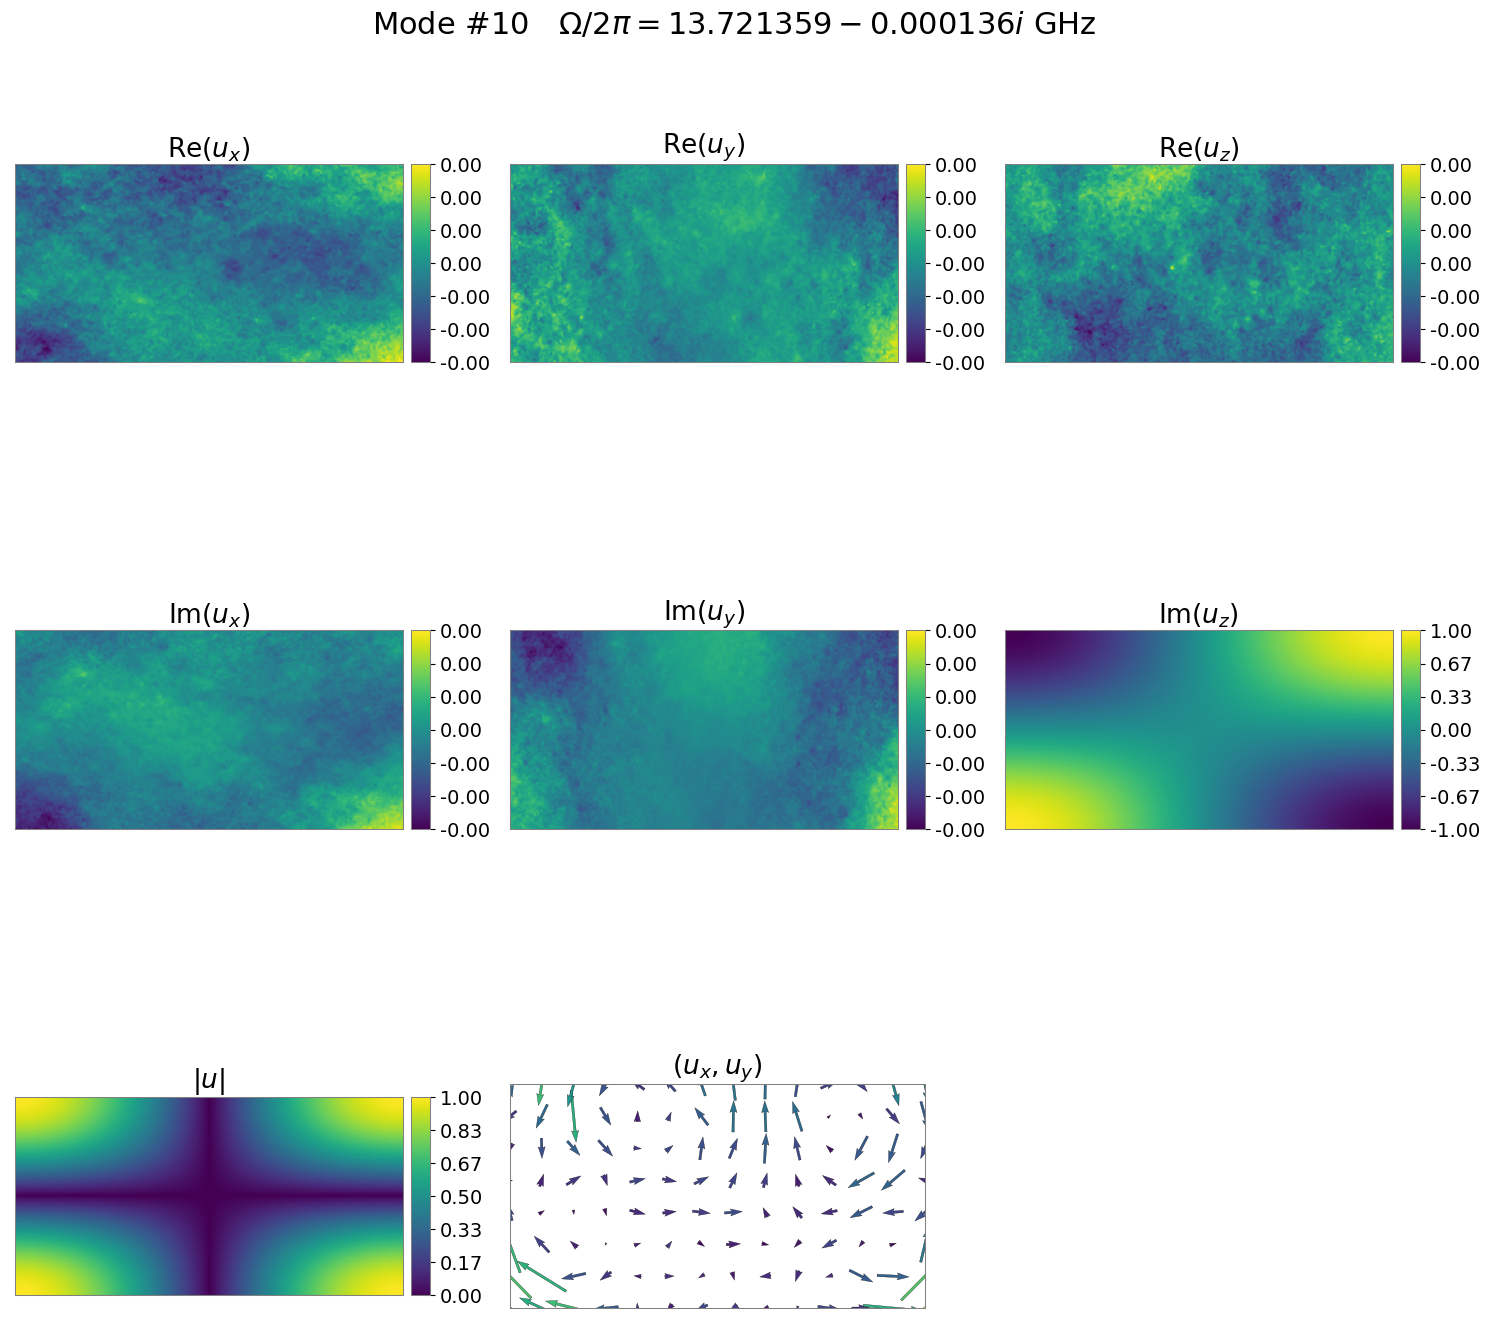 Mode #10 Ω/2π = 13.721359 − 0.000136i GHz
Re(u_x) Re(u_y) Re(u_z)
0.00 0.00 0.00
0.00 0.00 0.00
0.00 0.00 0.00
0.00 -0.00 0.00
-0.00 -0.00 -0.00
-0.00 -0.00 -0.00
-0.00 -0.00 -0.00
Im(u_x) Im(u_y) Im(u_z)
0.00 0.00 1.00
0.00 0.00 0.67
0.00 0.00 0.33
0.00 0.00 0.00
-0.00 -0.00 -0.33
-0.00 -0.00 -0.67
-0.00 -0.00 -1.00
|u| (u_x, u_y)
1.00
0.83
0.67
0.50
0.33
0.17
0.00